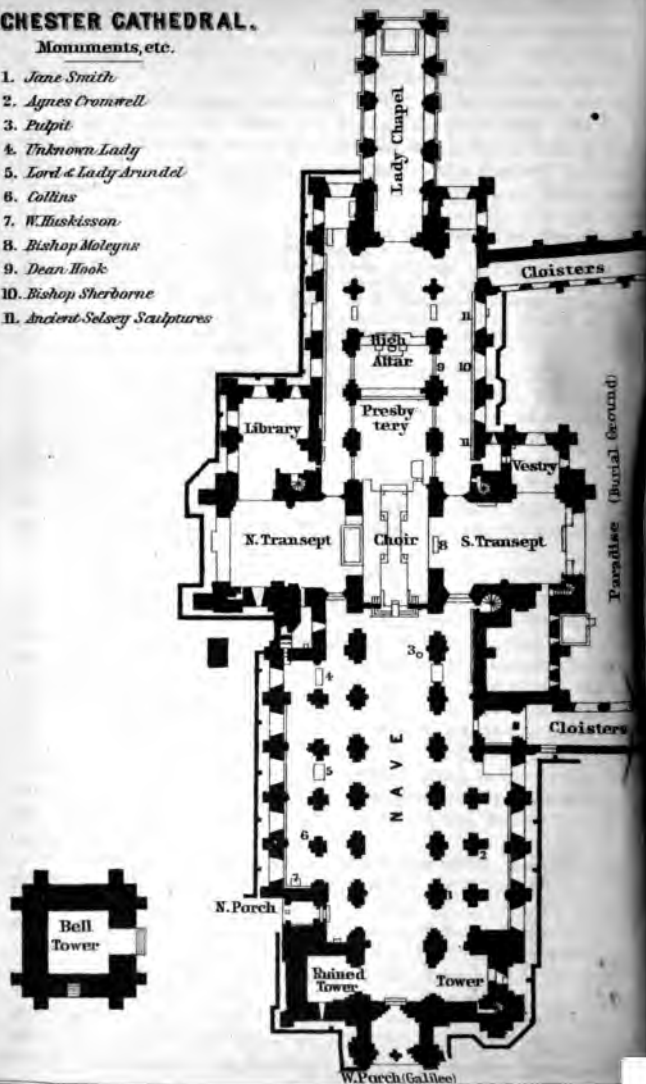 CHESTER CATHEDRAL.
Monuments, etc.
1. Jane Smith
2. Agnes Cromwell
3. Pulpit
4. Unknown Lady
5. Lord & Lady Arundel
6. Collins
7. W. Huskisson
8. Bishop Moleyns
9. Dean Hook
10. Bishop Sherborne
11. Ancient Selsey Sculptures
Lady Chapel
Cloisters
11
High
Altar
9
10
Presby
tery
Library
11
Vestry
Paradise (Burial Ground)
N. Transept
Choir
8
S. Transept
3
4
Cloisters
NAVE
5
6
2
7
1
N. Porch
Bell
Tower
Ruined
Tower
Tower
W. Porch (Galilee)